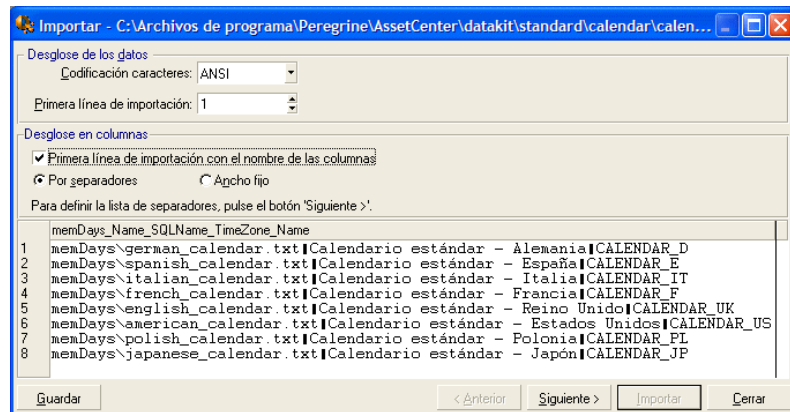 Importar - C:\Archivos de programa\Peregrine\AssetCenter\datakit\standard\calendar\calen...
Desglose de los datos
Codificación caracteres: ANSI
Primera línea de importación: 1
Desglose en columnas
Primera línea de importación con el nombre de las columnas
Por separadores Ancho fijo
Para definir la lista de separadores, pulse el botón 'Siguiente >'.
memDays_Name_SQLName_TimeZone_Name
1 memDays\german_calendar.txt|Calendario estándar - Alemania|CALENDAR_D
2 memDays\spanish_calendar.txt|Calendario estándar - España|CALENDAR_E
3 memDays\italian_calendar.txt|Calendario estándar - Italia|CALENDAR_IT
4 memDays\french_calendar.txt|Calendario estándar - Francia|CALENDAR_F
5 memDays\english_calendar.txt|Calendario estándar - Reino Unido|CALENDAR_UK
6 memDays\american_calendar.txt|Calendario estándar - Estados Unidos|CALENDAR_US
7 memDays\polish_calendar.txt|Calendario estándar - Polonia|CALENDAR_PL
8 memDays\japanese_calendar.txt|Calendario estándar - Japón|CALENDAR_JP
Guardar < Anterior Siguiente > Importar Cerrar